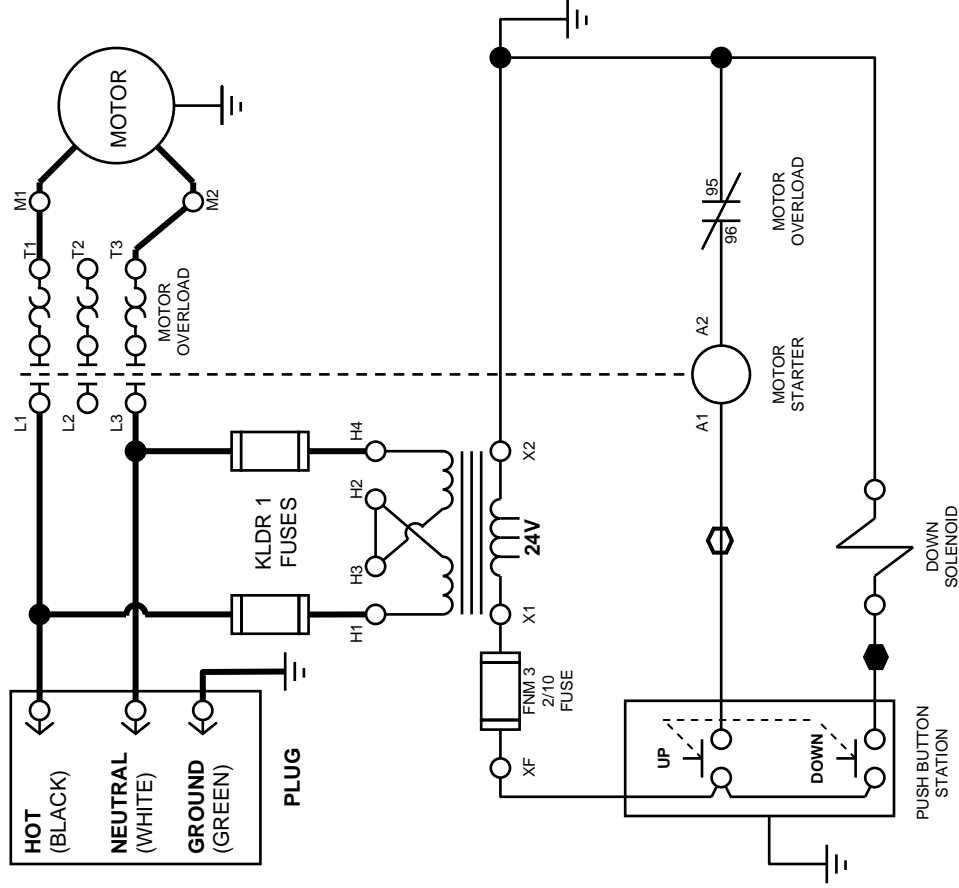 HOT
(BLACK)
NEUTRAL
(WHITE)
GROUND
(GREEN)
PLUG
L1
L2
L3
T1
T2
T3
MOTOR
OVERLOAD
M1
M2
MOTOR
KLDR 1
FUSES
H1
H3
H2
H4
X1
24V
X2
FNM 3
2/10
FUSE
XF
UP
DOWN
PUSH BUTTON
STATION
A1
A2
MOTOR
STARTER
96
95
MOTOR
OVERLOAD
DOWN
SOLENOID